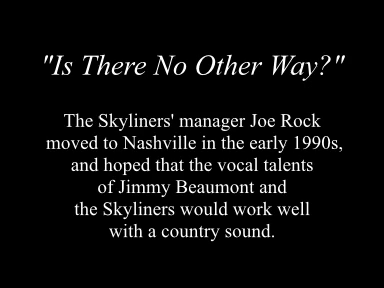 "Is There No Other Way?"
The Skyliners' manager Joe Rock
moved to Nashville in the early 1990s,
and hoped that the vocal talents
of Jimmy Beaumont and
the Skyliners would work well
with a country sound.